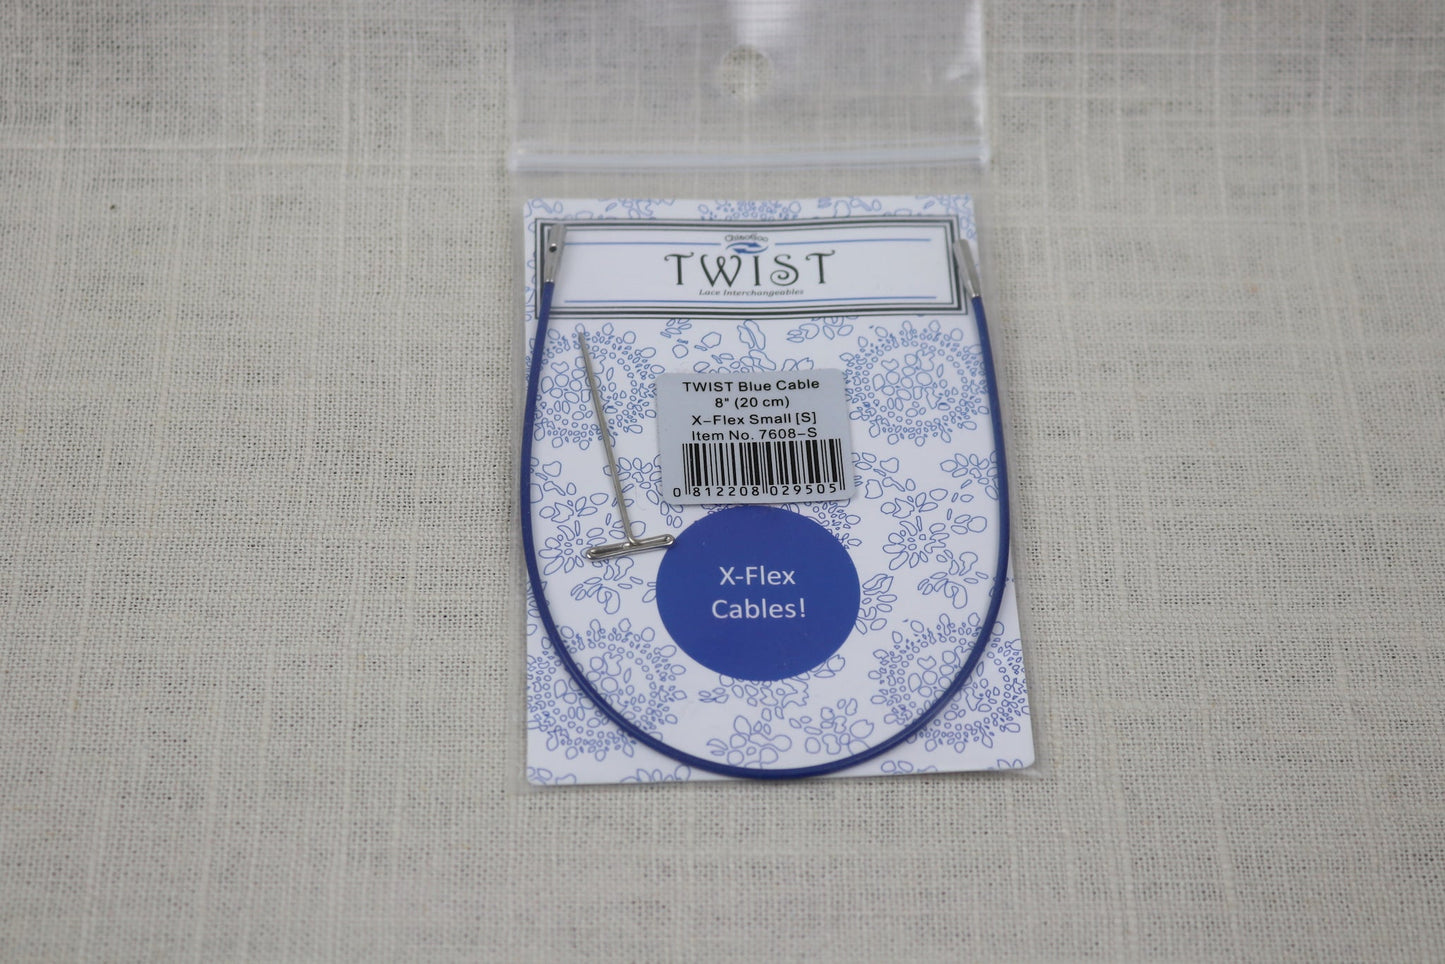 ChiaoGoo
TWIST
Lace Interchangeables
TWIST Blue Cable
8" (20 cm)
X-Flex Small [S]
Item No. 7608-S
0 812208 029505
X-Flex
Cables!